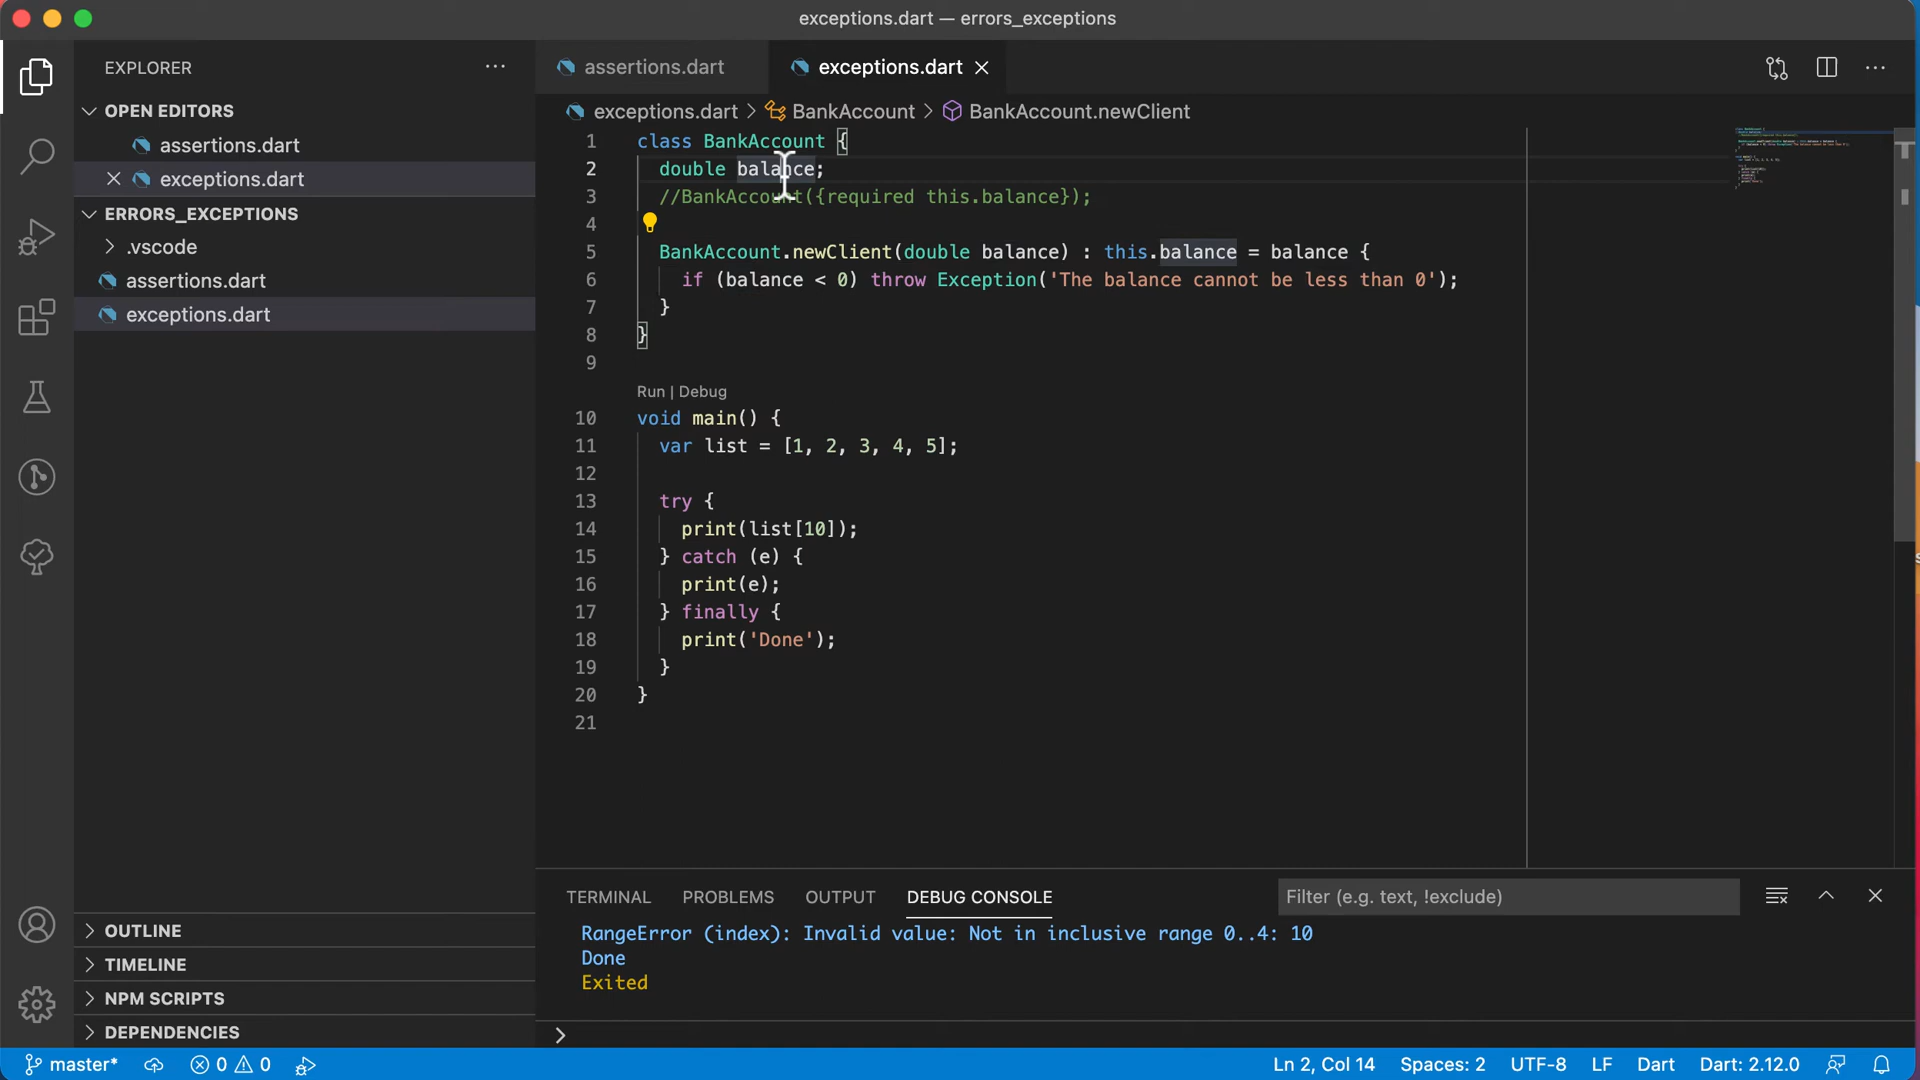 exceptions.dart — errors_exceptions
EXPLORER
OPEN EDITORS
assertions.dart
exceptions.dart
ERRORS_EXCEPTIONS
.vscode
assertions.dart
exceptions.dart
OUTLINE
TIMELINE
NPM SCRIPTS
DEPENDENCIES
assertions.dart
exceptions.dart
exceptions.dart > BankAccount > BankAccount.newClient
1 class BankAccount {
2 double balance;
3 //BankAccount({required this.balance});
4
5 BankAccount.newClient(double balance) : this.balance = balance {
6 if (balance < 0) throw Exception('The balance cannot be less than 0');
7 }
8 }
9
Run | Debug
10 void main() {
11 var list = [1, 2, 3, 4, 5];
12
13 try {
14 print(list[10]);
15 } catch (e) {
16 print(e);
17 } finally {
18 print('Done');
19 }
20 }
21
TERMINAL PROBLEMS OUTPUT DEBUG CONSOLE Filter (e.g. text, !exclude)
RangeError (index): Invalid value: Not in inclusive range 0..4: 10
Done
Exited
master* 0 0 Ln 2, Col 14 Spaces: 2 UTF-8 LF Dart Dart: 2.12.0